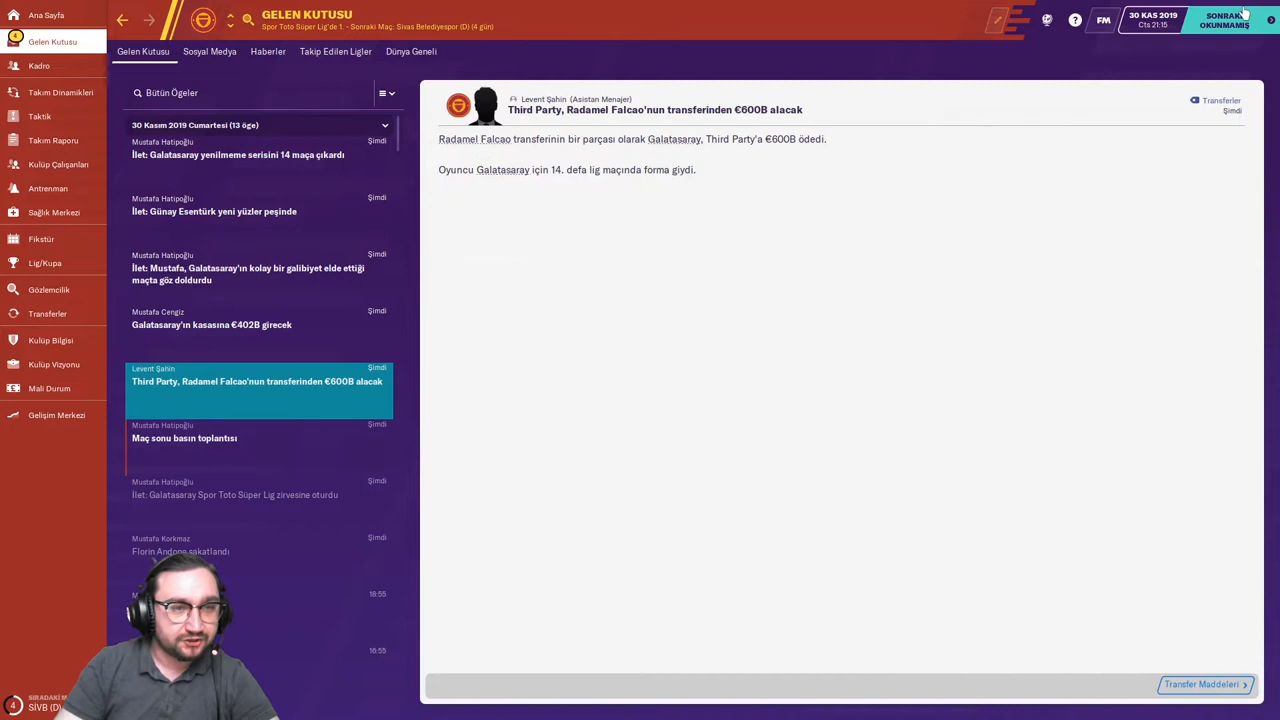 Ana Sayfa
4
Gelen Kutusu
Kadro
Takım Dinamikleri
Taktik
Takım Raporu
Kulüp Çalışanları
Antrenman
Sağlık Merkezi
Fikstür
Lig/Kupa
Gözlemcilik
Transferler
Kulüp Bilgisi
Kulüp Vizyonu
Mali Durum
Gelişim Merkezi
4
SIRADAKİ M
SİVB (D)
GELEN KUTUSU
Spor Toto Süper Lig'de 1. - Sonraki Maç: Sivas Belediyespor (D) (4 gün)
?
FM
30 KAS 2019
Cts 21:15
SONRAKİ
OKUNMAMIŞ
Gelen Kutusu
Sosyal Medya
Haberler
Takip Edilen Ligler
Dünya Geneli
Bütün Ögeler
30 Kasım 2019 Cumartesi (13 öge)
Mustafa Hatipoğlu
Şimdi
İlet: Galatasaray yenilmeme serisini 14 maça çıkardı
Mustafa Hatipoğlu
Şimdi
İlet: Günay Esentürk yeni yüzler peşinde
Mustafa Hatipoğlu
Şimdi
İlet: Mustafa, Galatasaray'ın kolay bir galibiyet elde ettiği
maçta göz doldurdu
Mustafa Cengiz
Şimdi
Galatasaray'ın kasasına €402B girecek
Levent Şahin
Şimdi
Third Party, Radamel Falcao'nun transferinden €600B alacak
Mustafa Hatipoğlu
Şimdi
Maç sonu basın toplantısı
Mustafa Hatipoğlu
Şimdi
İlet: Galatasaray Spor Toto Süper Lig zirvesine oturdu
Mustafa Korkmaz
Şimdi
Florin Andone sakatlandı
18:55
16:55
Levent Şahin (Asistan Menajer)
Third Party, Radamel Falcao'nun transferinden €600B alacak
Transferler
Şimdi
Radamel Falcao transferinin bir parçası olarak Galatasaray, Third Party'a €600B ödedi.
Oyuncu Galatasaray için 14. defa lig maçında forma giydi.
Transfer Maddeleri